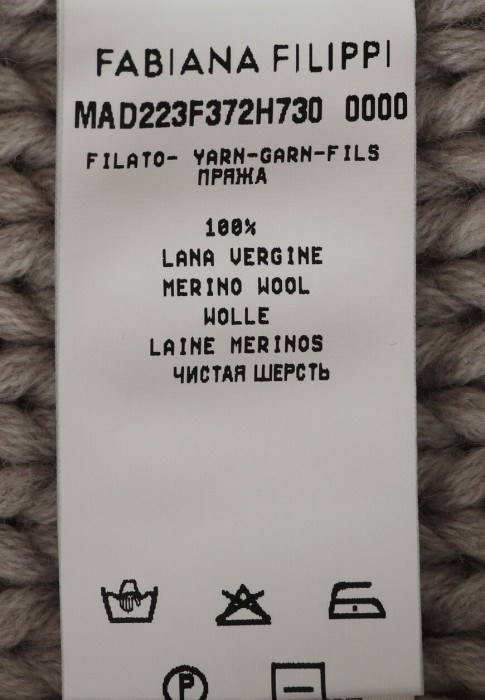 FABIANA FILIPPI
MAD223F372H730 0000
FILATO- YARN-GARN-FILS
ПРЯЖА
100%
LANA VERGINE
MERINO WOOL
WOLLE
LAINE MERINOS
ЧИСТАЯ ШЕРСТЬ
P